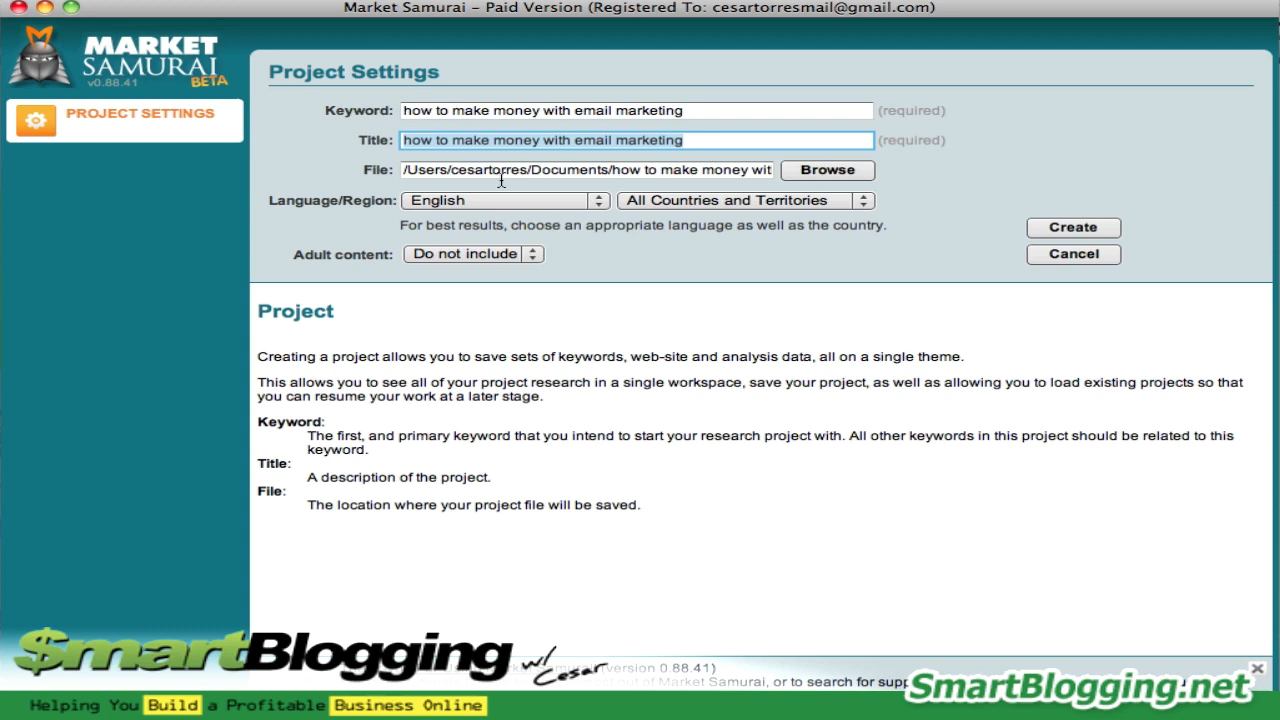 Market Samurai – Paid Version (Registered To: cesartorresmail@gmail.com)
MARKET
SAMURAI
v0.88.41 BETA
PROJECT SETTINGS
Project Settings
Keyword: how to make money with email marketing (required)
Title: how to make money with email marketing (required)
File: /Users/cesartorres/Documents/how to make money wit Browse
Language/Region: English All Countries and Territories
For best results, choose an appropriate language as well as the country.
Create
Adult content: Do not include
Cancel
Project
Creating a project allows you to save sets of keywords, web-site and analysis data, all on a single theme.
This allows you to see all of your project research in a single workspace, save your project, as well as allowing you to load existing projects so that
you can resume your work at a later stage.
Keyword:
The first, and primary keyword that you intend to start your research project with. All other keywords in this project should be related to this
keyword.
Title:
A description of the project.
File:
The location where your project file will be saved.
$martBlogging w/ Cesar
Samurai (version 0.88.41)
out of Market Samurai, or to search for
SmartBlogging.net
Helping You Build a Profitable Business Online